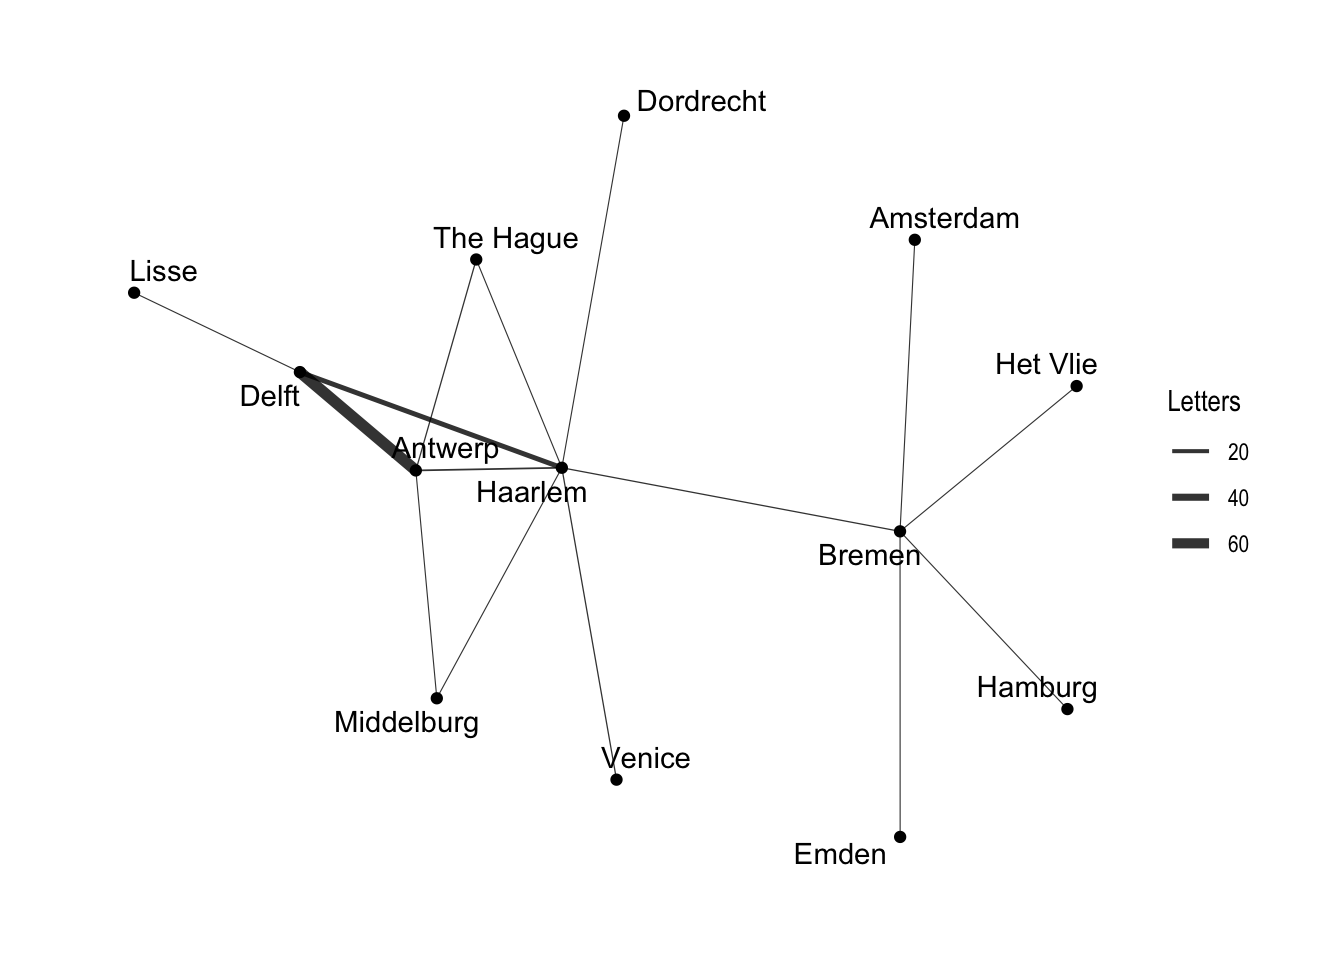 Dordrecht
Amsterdam
The Hague
Lisse
Het Vlie
Delft
Letters
Antwerp
20
Haarlem
40
60
Bremen
Hamburg
Middelburg
Venice
Emden